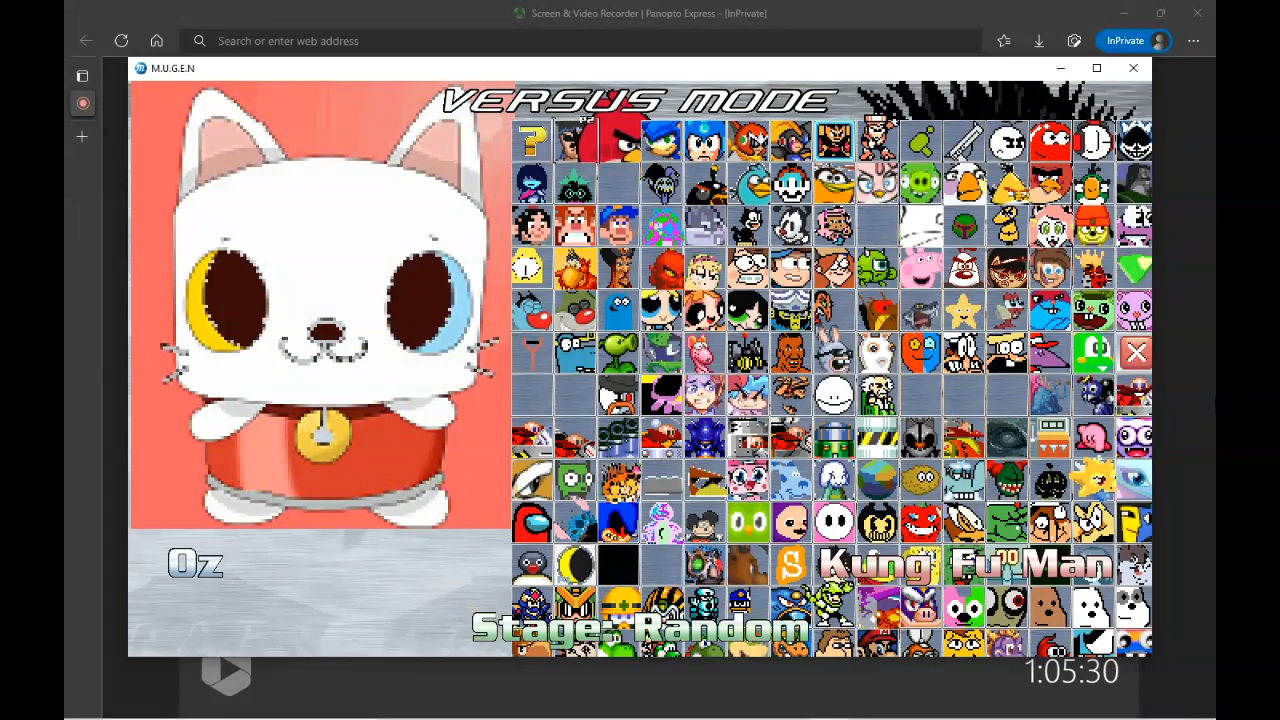 Screen & Video Recorder | Panopto Express - [InPrivate]
Search or enter web address
InPrivate
M.U.G.E.N
VERSUS MODE
P2
Oz
Kung Fu Man
Stage: Random
1:05:30